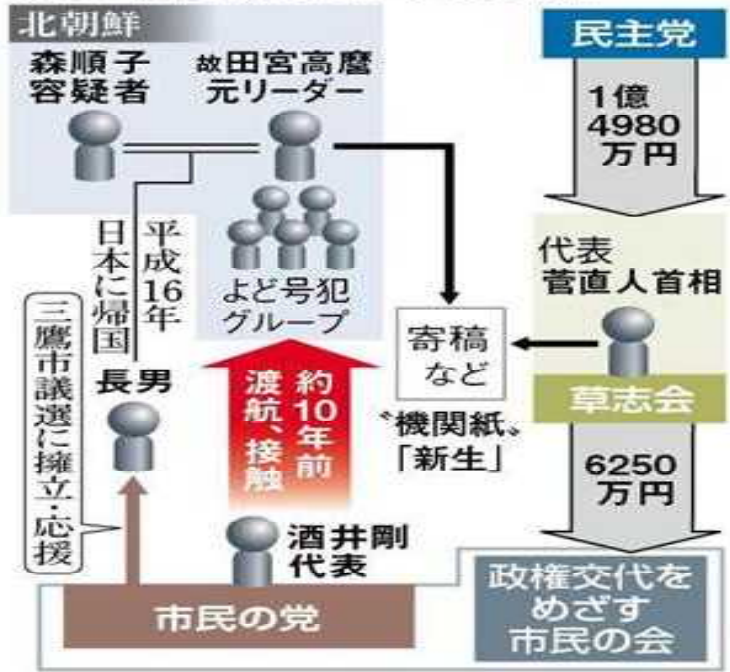 北朝鮮
森順子
容疑者
故田宮高麿
元リーダー
よど号犯
グループ
平成16年
日本に帰国
長男
三鷹市議選に擁立・応援
約10年前
渡航、接触
酒井剛
代表
市民の党
寄稿
など
〝機関紙〟
「新生」
民主党
1億
4980
万円
代表
菅直人首相
草志会
6250
万円
政権交代を
めざす
市民の会